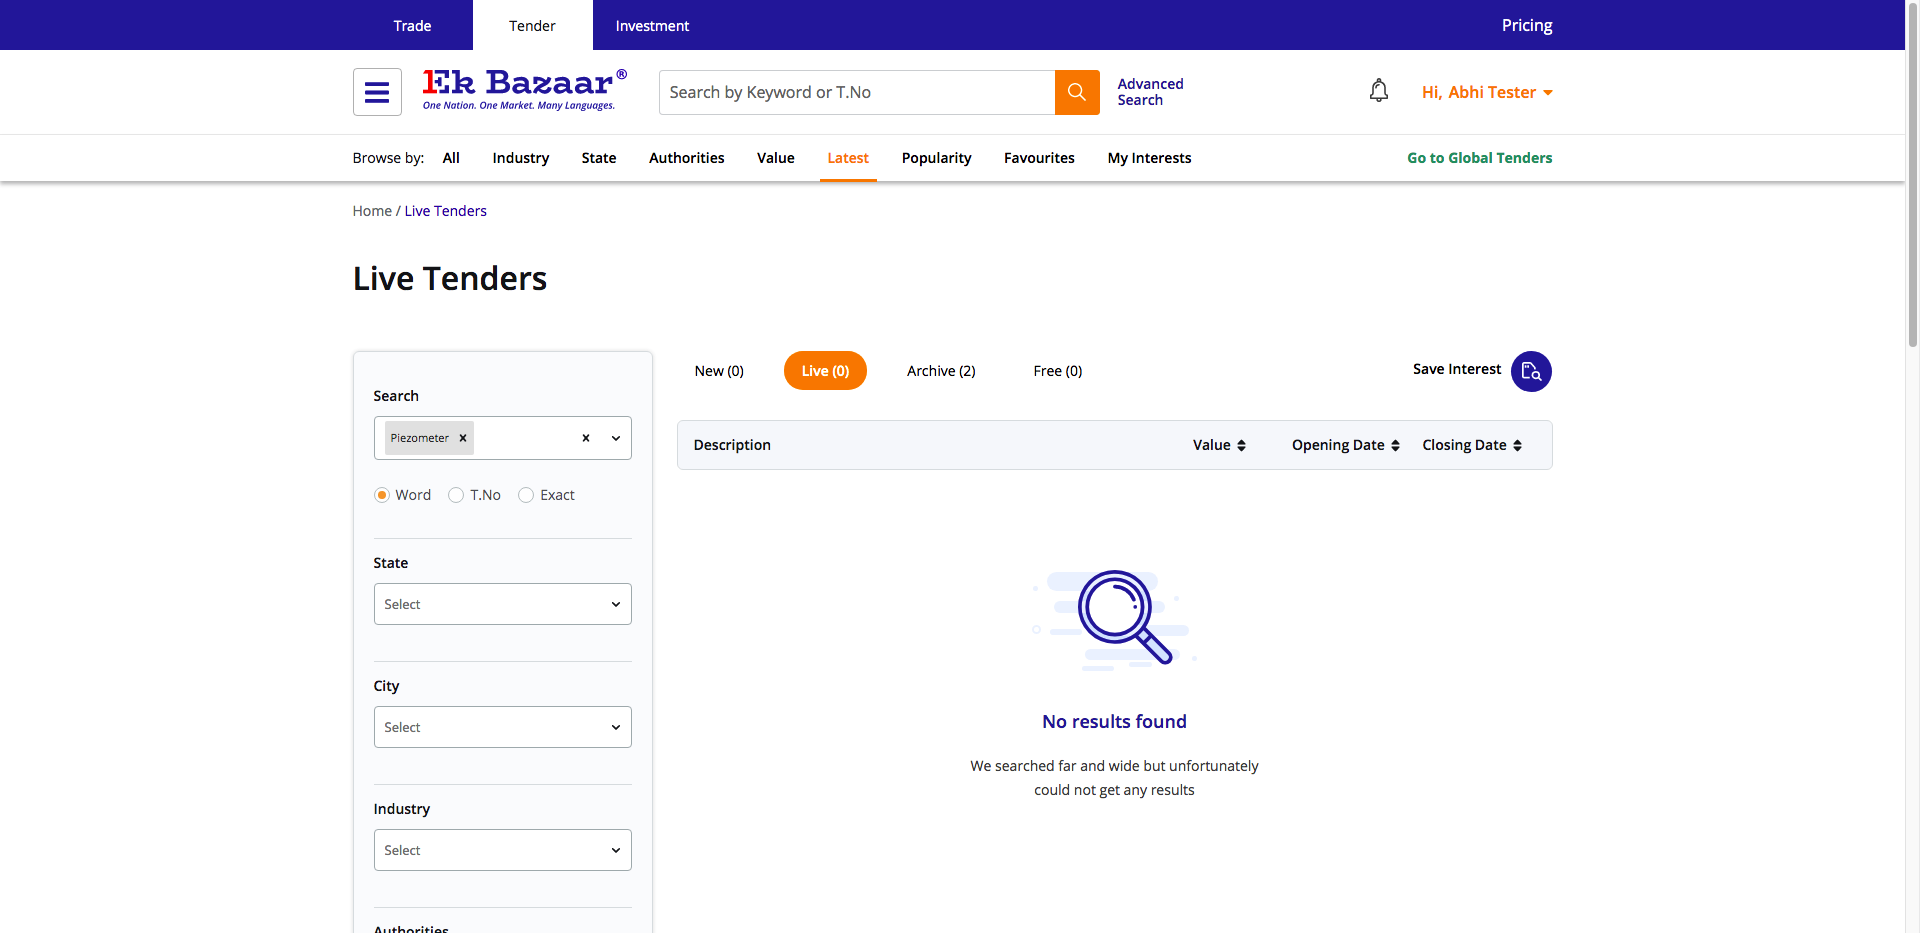 Trade
Tender
Investment
Pricing
1Ek Bazaar®
One Nation. One Market. Many Languages.
Search by Keyword or T.No
Advanced
Search
Hi, Abhi Tester
Browse by:
All
Industry
State
Authorities
Value
Latest
Popularity
Favourites
My Interests
Go to Global Tenders
Home / Live Tenders
Live Tenders
Search
Piezometer
Word
T.No
Exact
State
Select
City
Select
Industry
Select
Authorities
New (0)
Live (0)
Archive (2)
Free (0)
Save Interest
Description
Value
Opening Date
Closing Date
No results found
We searched far and wide but unfortunately
could not get any results